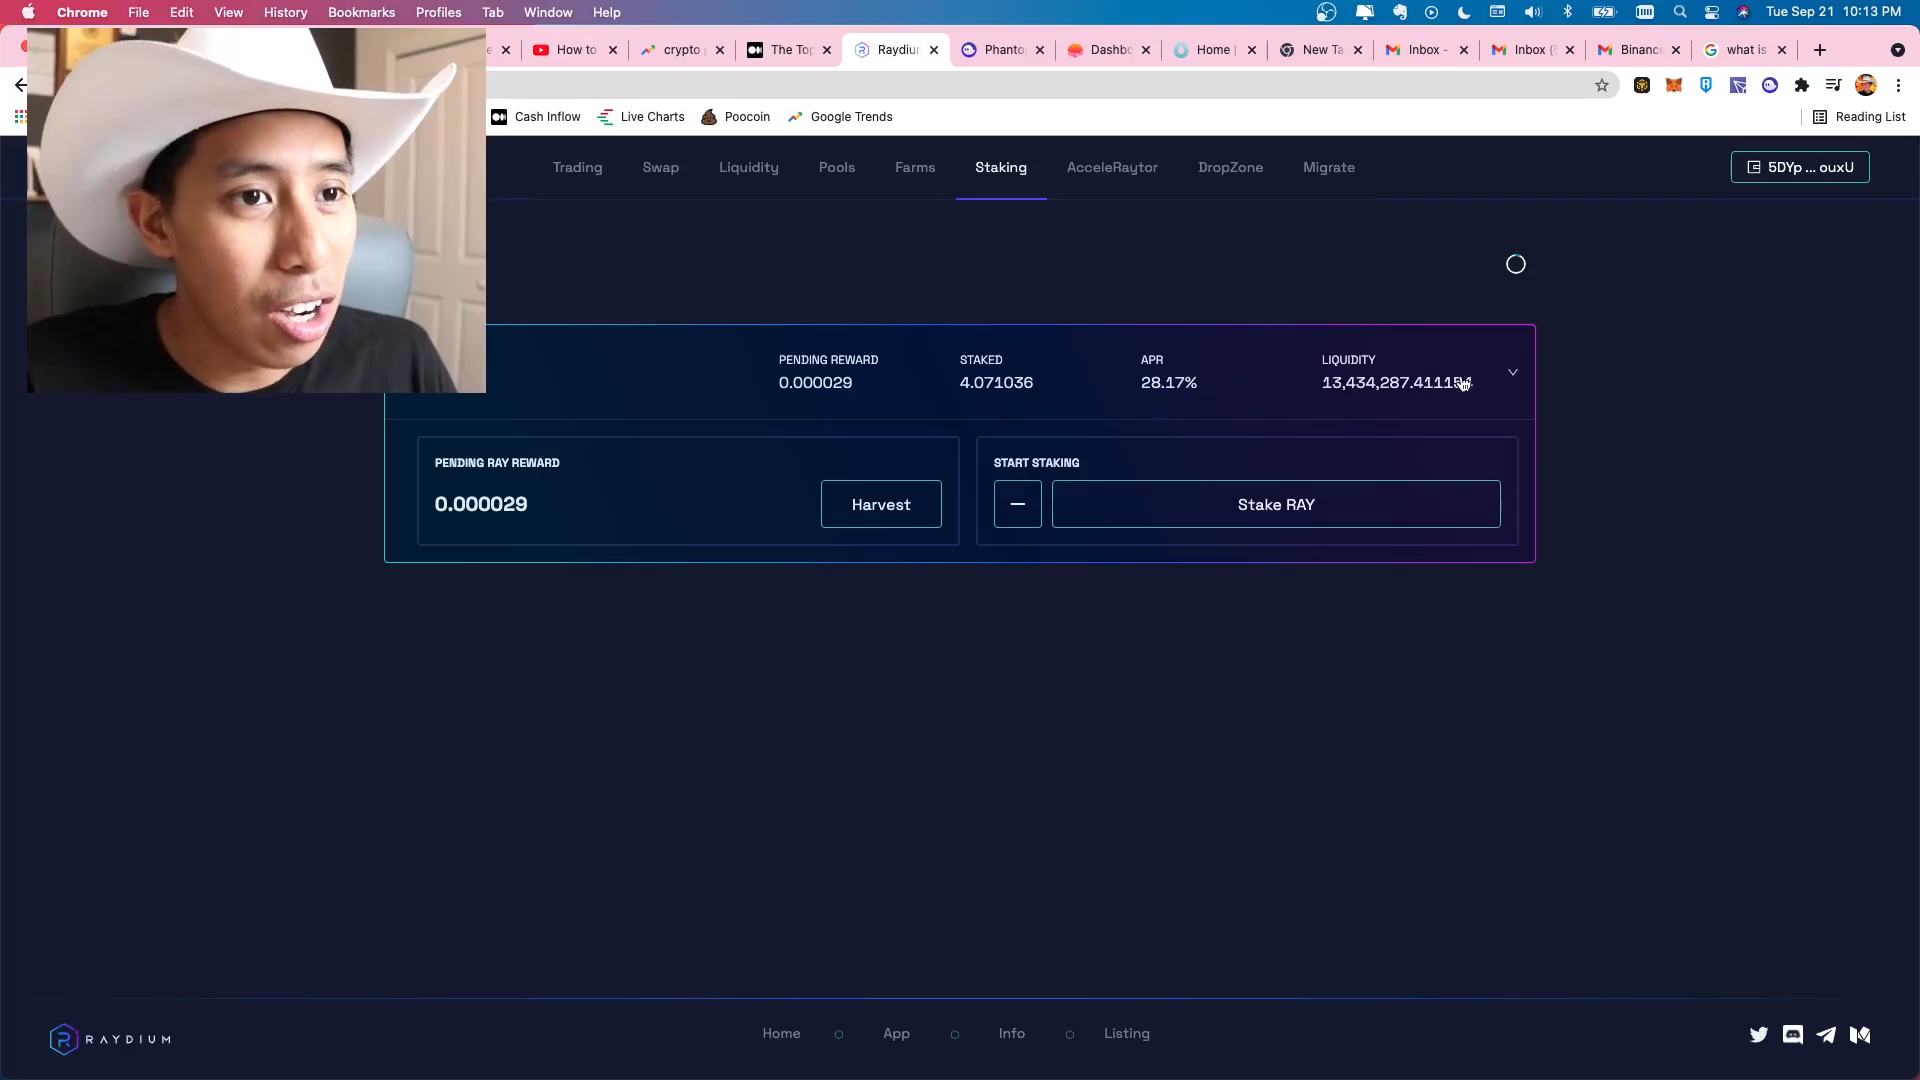 Chrome File Edit View History Bookmarks Profiles Tab Window Help Tue Sep 21 10:13 PM
How to crypto The Top Raydium Phanto Dashbo Home New Ta Inbox - Inbox ( Binance what is
Cash Inflow Live Charts Poocoin Google Trends Reading List
Trading Swap Liquidity Pools Farms Staking AcceleRaytor DropZone Migrate 5DYp ... ouxU
PENDING REWARD STAKED APR LIQUIDITY
0.000029 4.071036 28.17%
PENDING RAY REWARD START STAKING
0.000029 Harvest Stake RAY
RAYDIUM Home App Info Listing